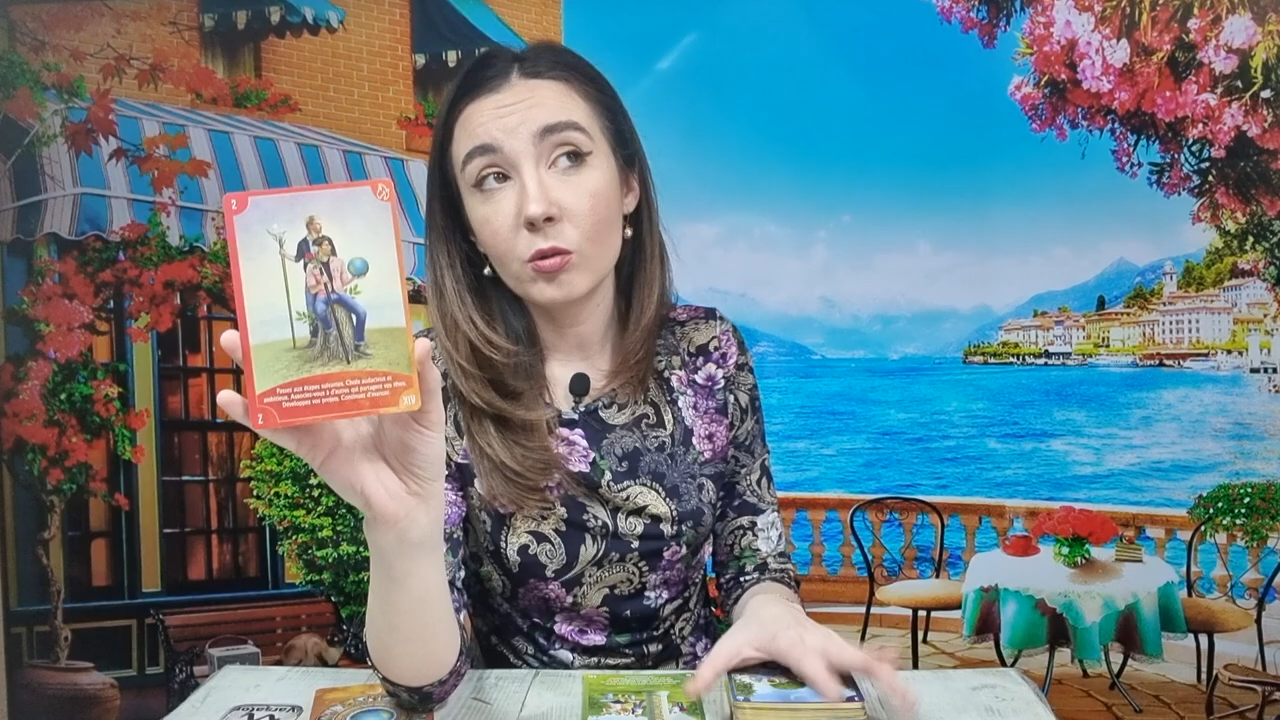 2
Passez aux étapes suivantes. Choix audacieux et
ambitieux. Associez-vous à d'autres qui partagent vos rêves.
Développez vos projets. Continuez d'avancer.
2
XIV
Vargatos